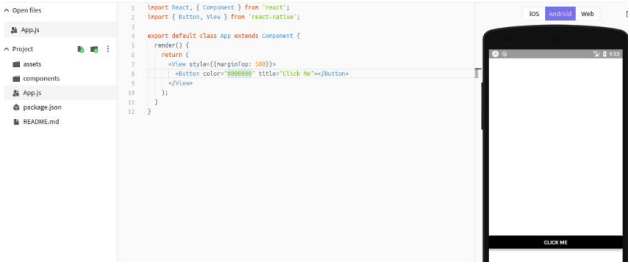 Open files
App.js
Project
assets
components
App.js
package.json
README.md
1 import React, { Component } from 'react';
2 import { Button, View } from 'react-native';
3
4 export default class App extends Component {
5 render() {
6 return (
7 <View style={{marginTop: 500}}>
8 <Button color="#000000" title="Click Me"></Button>
9 </View>
10 );
11 }
12 }
iOS Android Web
CLICK ME